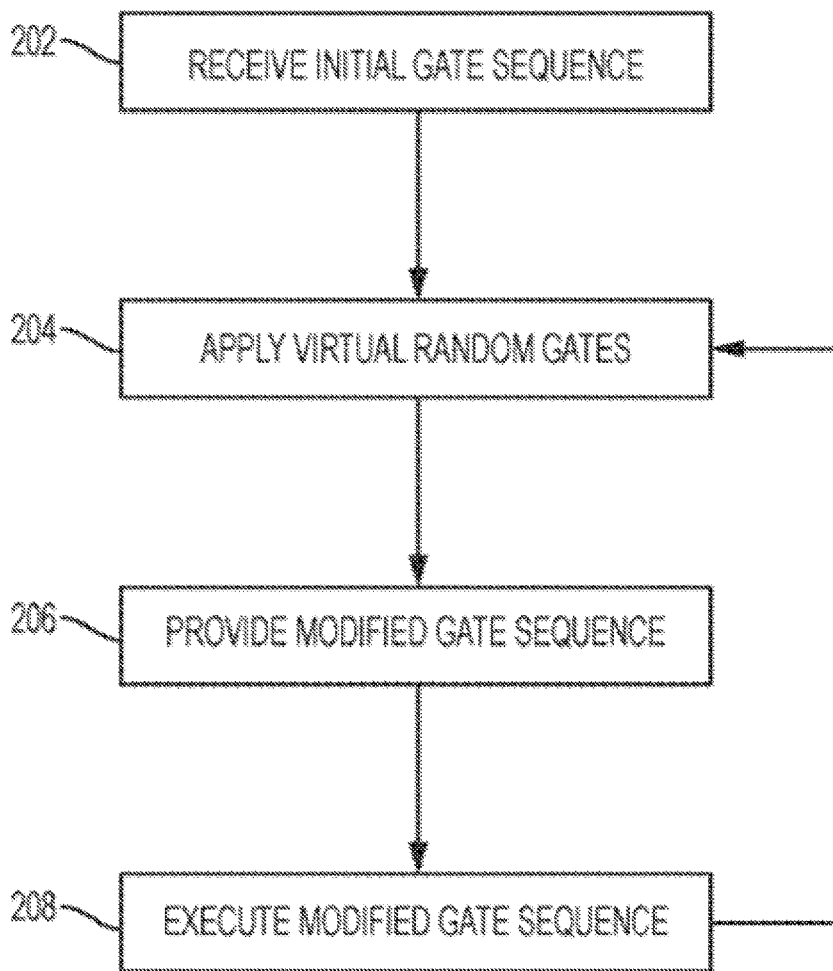 202
RECEIVE INITIAL GATE SEQUENCE
204
APPLY VIRTUAL RANDOM GATES
206
PROVIDE MODIFIED GATE SEQUENCE
208
EXECUTE MODIFIED GATE SEQUENCE